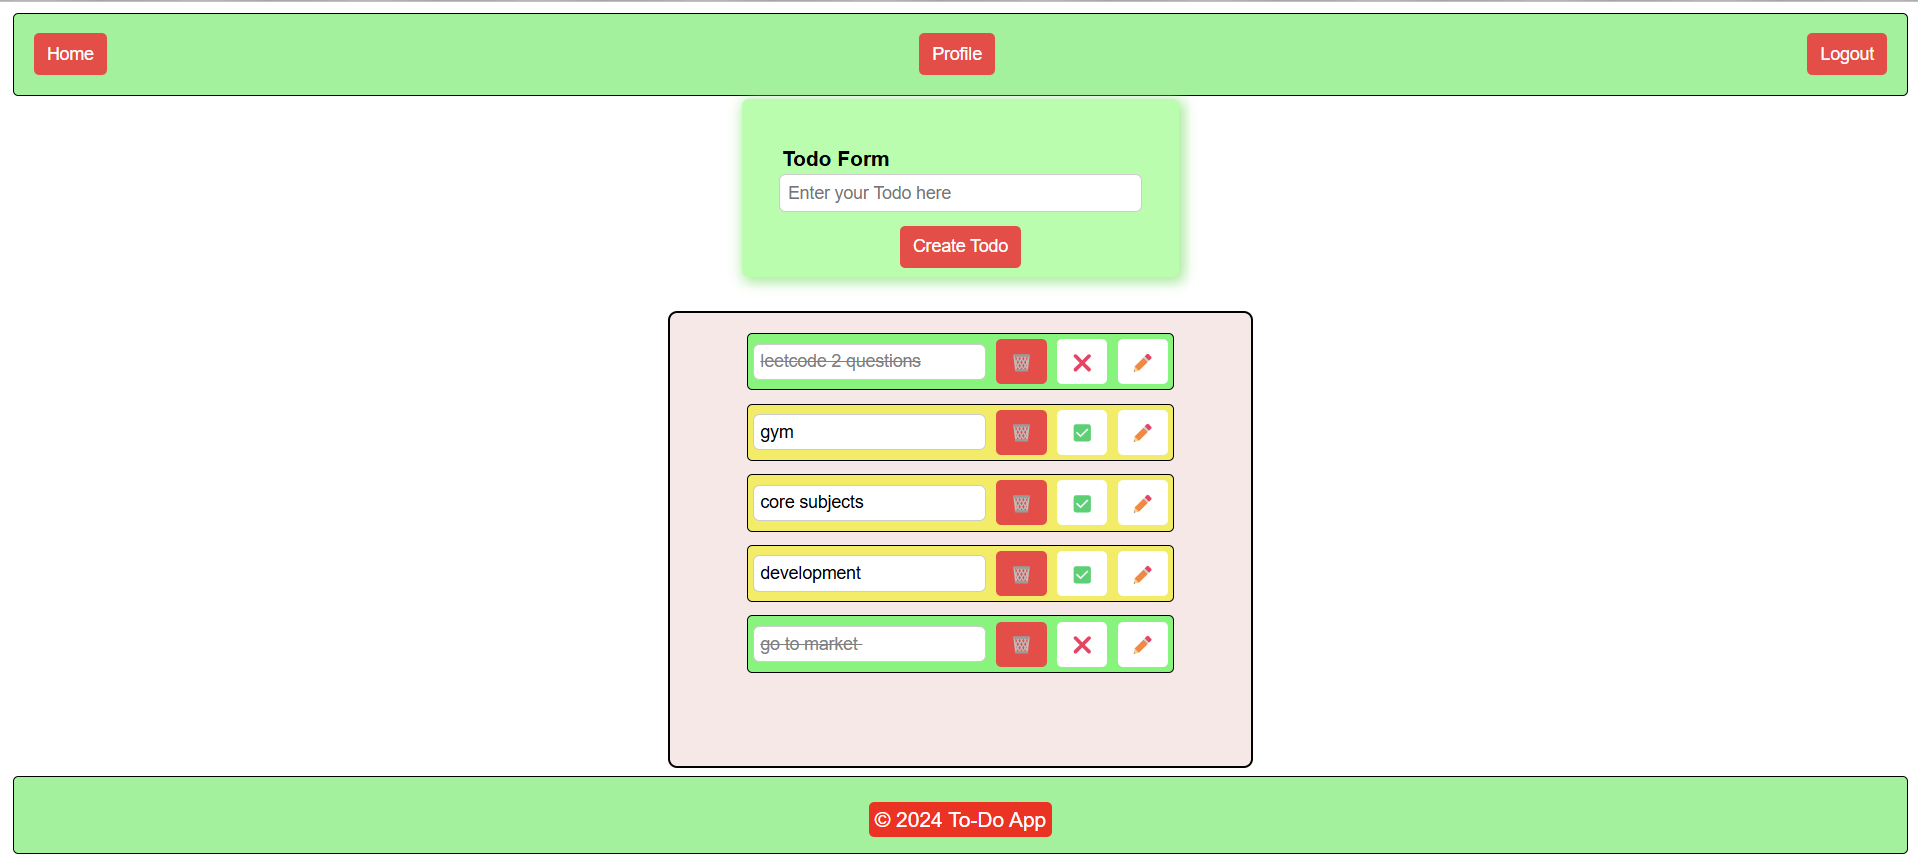 Home
Profile
Logout
Todo Form
Enter your Todo here
Create Todo
leetcode 2 questions
gym
core subjects
development
go to market
© 2024 To-Do App